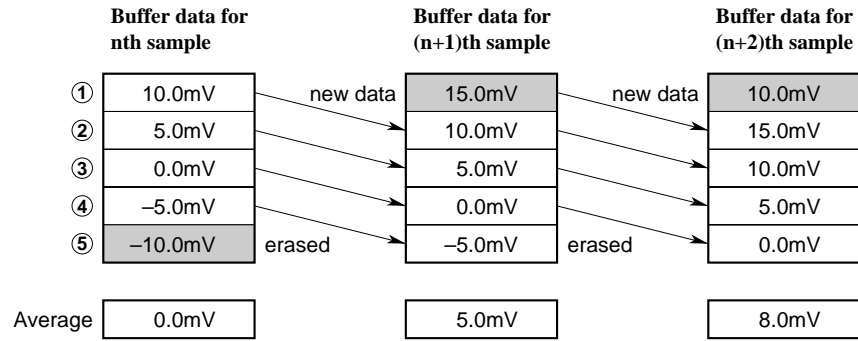 Buffer data for nth sample
Buffer data for (n+1)th sample
Buffer data for (n+2)th sample
① 10.0mV new data 15.0mV new data 10.0mV
② 5.0mV 10.0mV 15.0mV
③ 0.0mV 5.0mV 10.0mV
④ –5.0mV 0.0mV 5.0mV
⑤ –10.0mV erased –5.0mV erased 0.0mV
Average 0.0mV 5.0mV 8.0mV